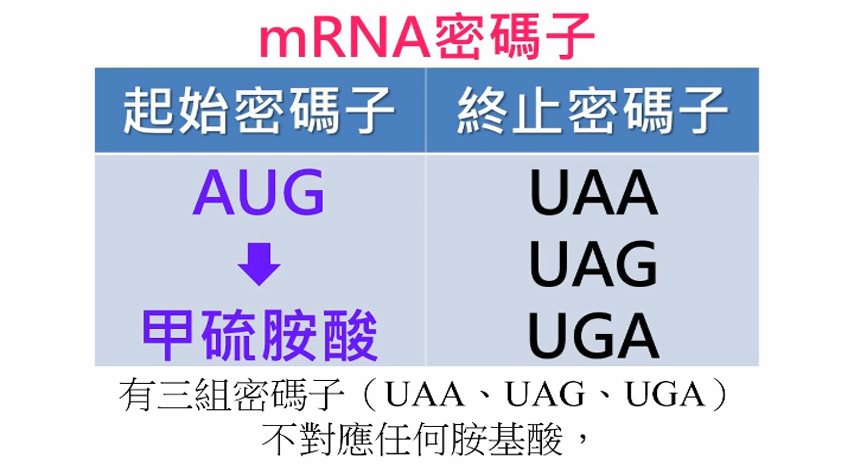 mRNA密碼子
起始密碼子 終止密碼子
AUG UAA
UAG
甲硫胺酸 UGA
有三組密碼子（UAA、UAG、UGA）
不對應任何胺基酸，